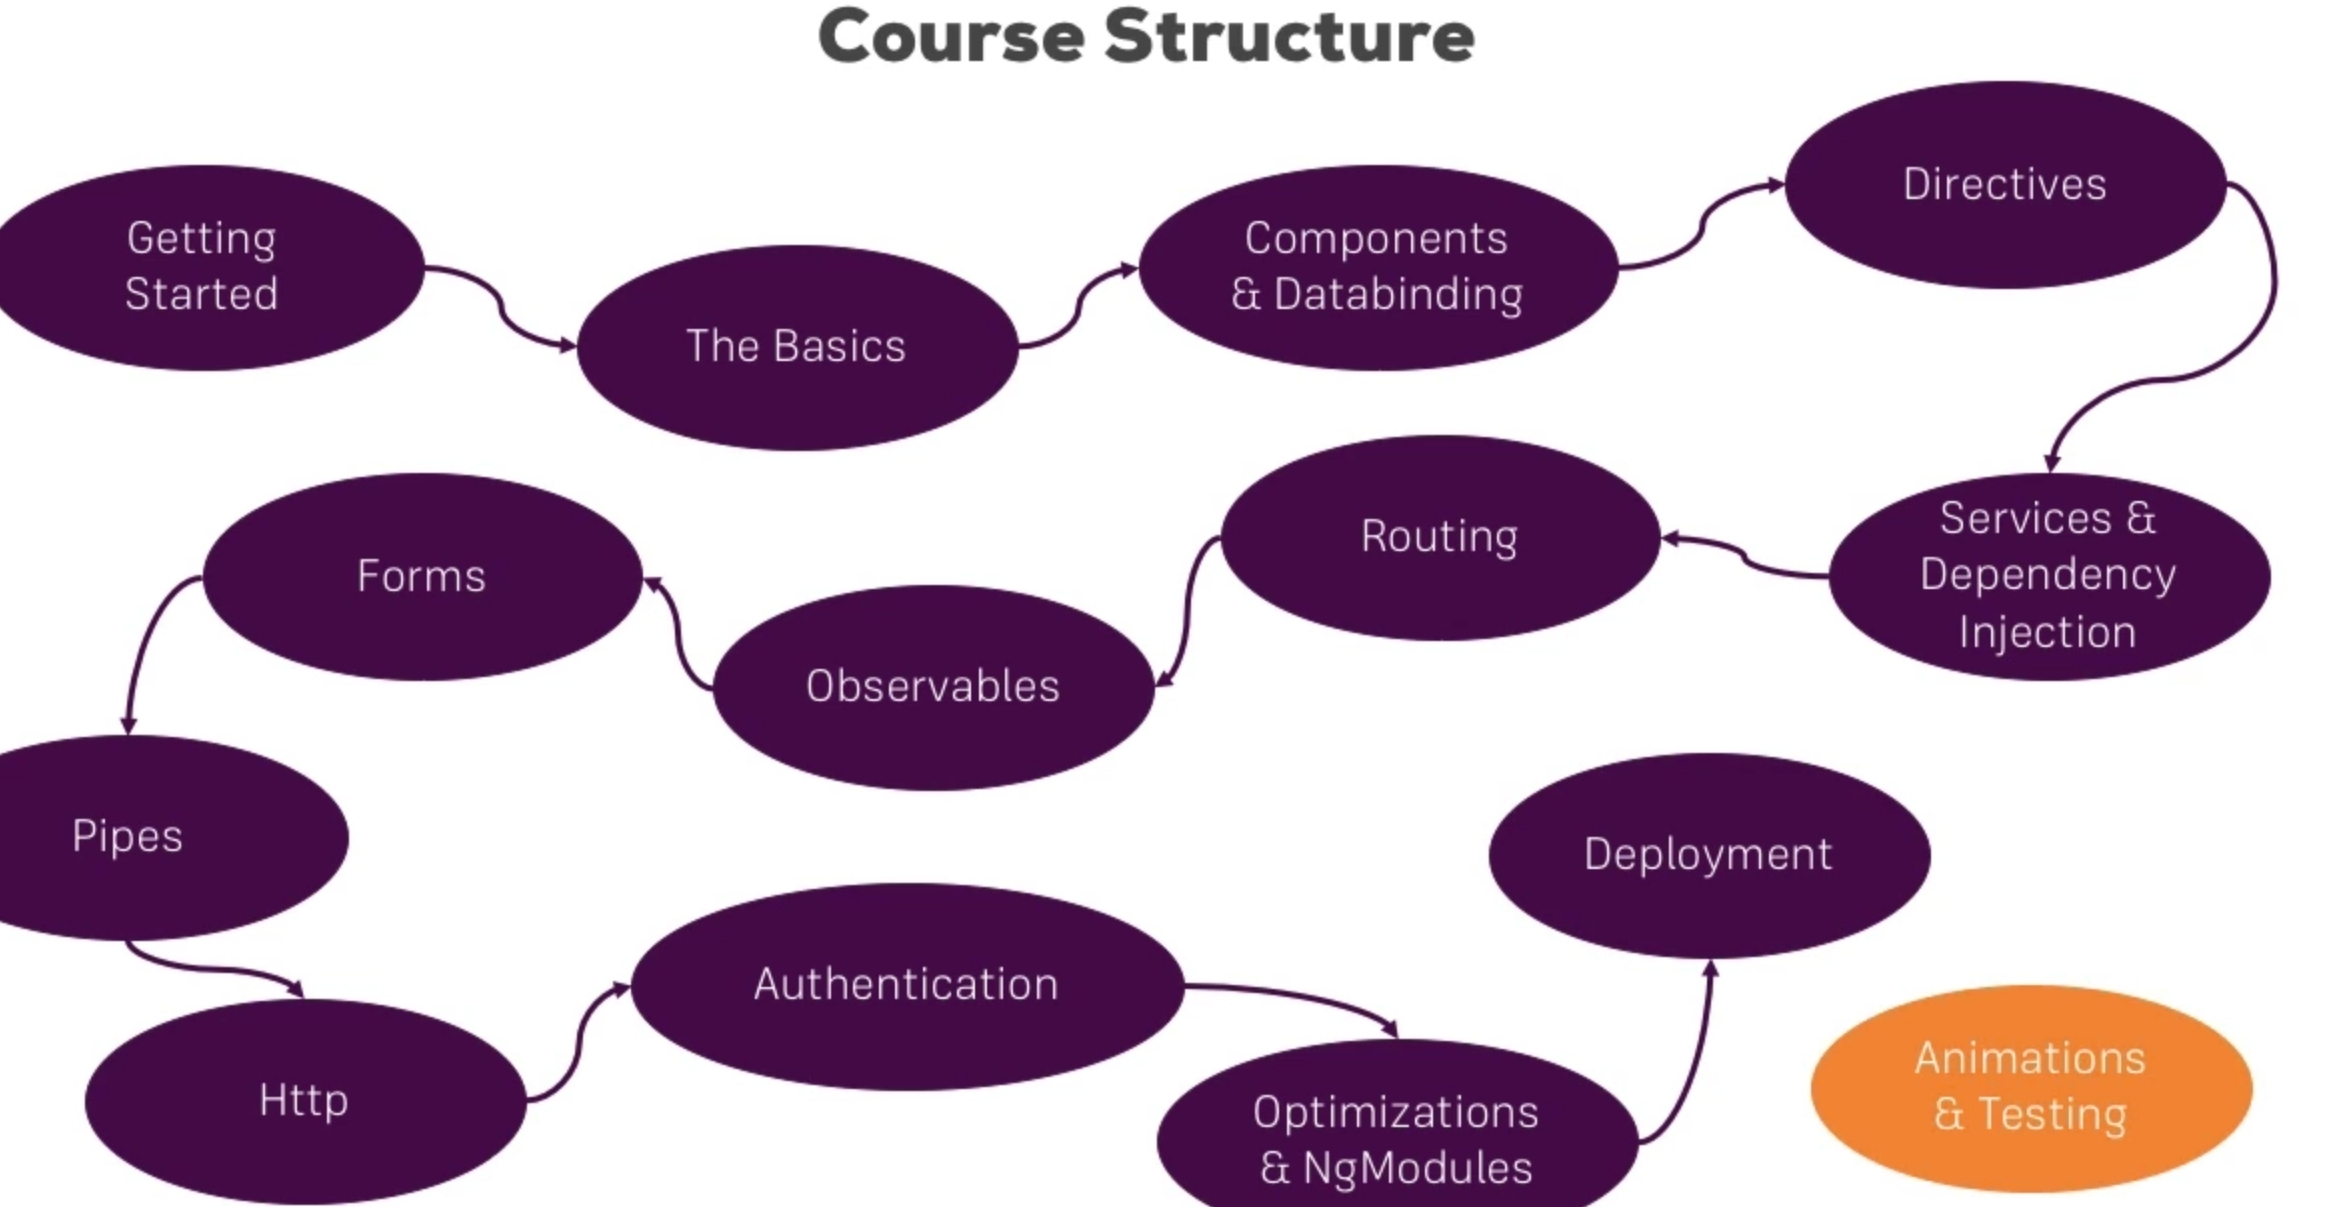 Course Structure
Getting
Started
The Basics
Components
& Databinding
Directives
Services &
Dependency
Injection
Routing
Observables
Forms
Pipes
Http
Authentication
Optimizations
& NgModules
Deployment
Animations
& Testing